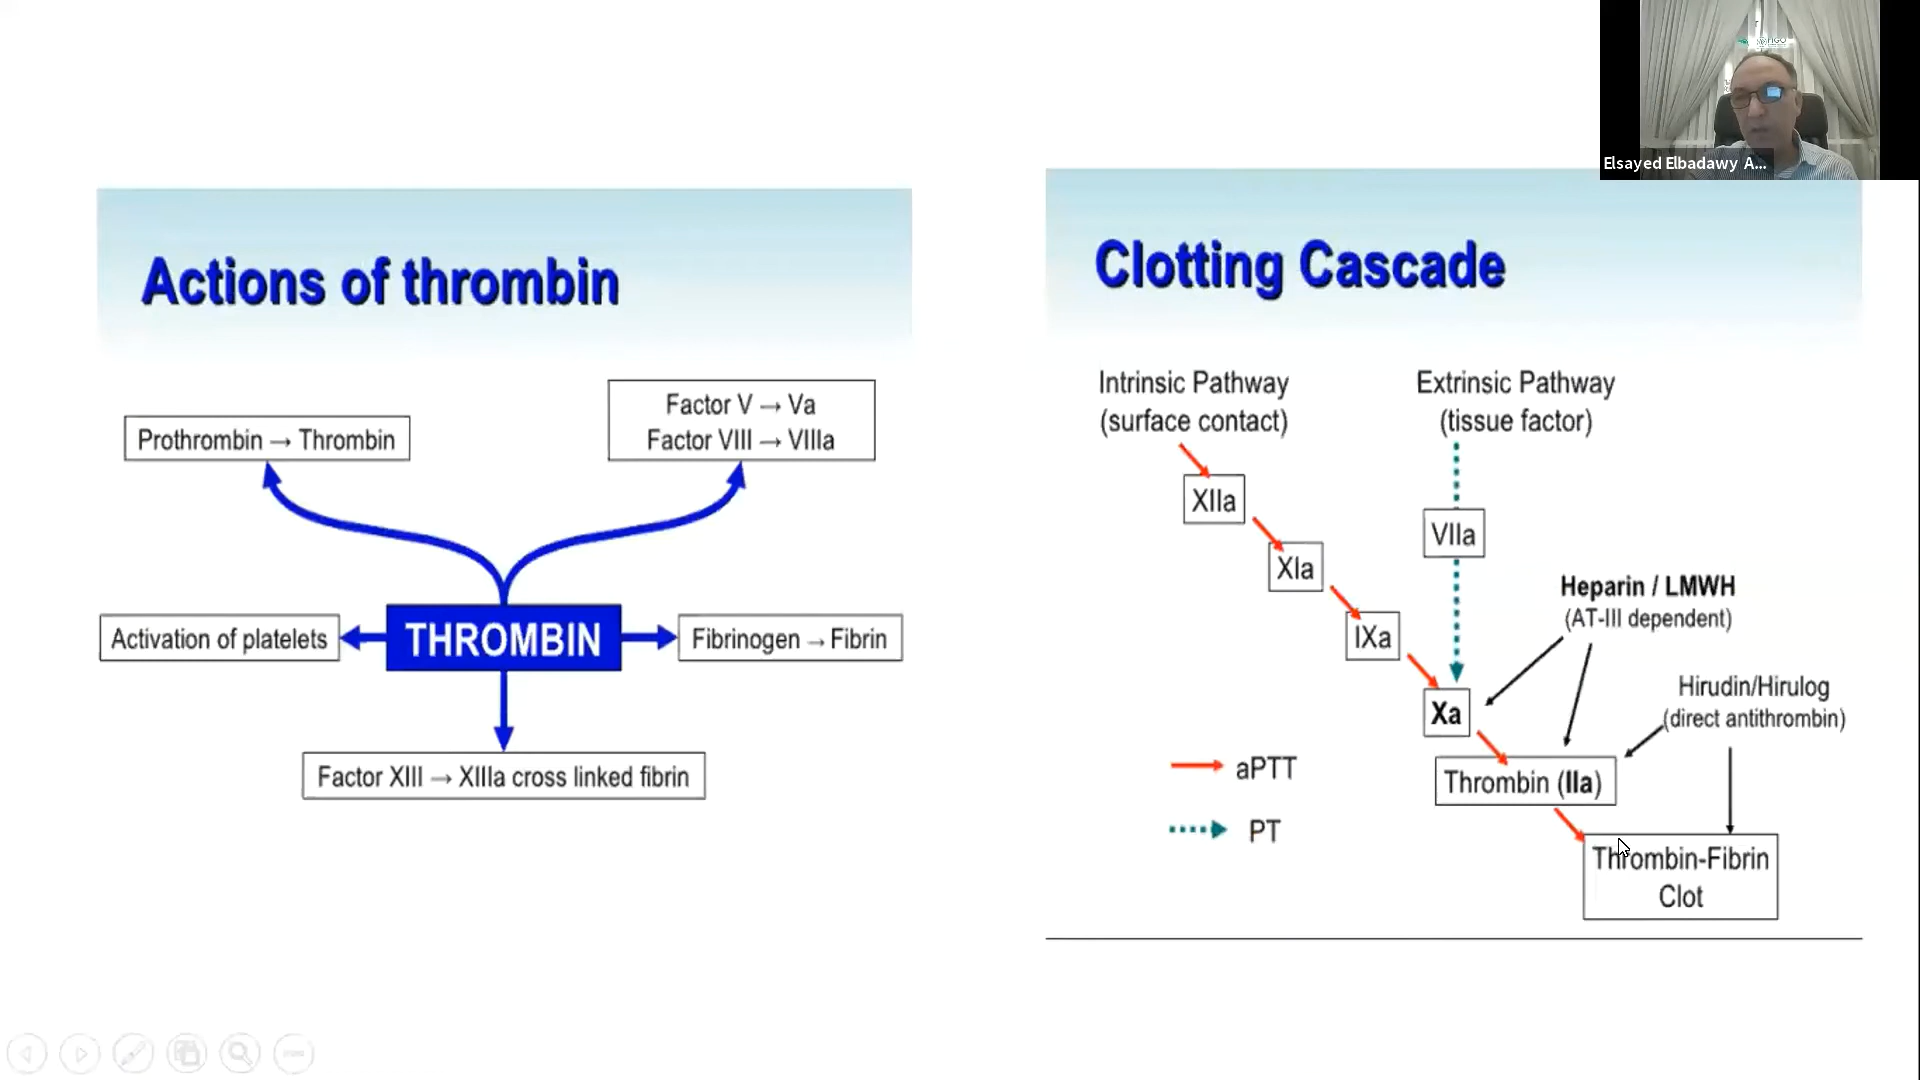 Elsayed Elbadawy A...
Actions of thrombin
Prothrombin → Thrombin
Factor V → Va
Factor VIII → VIIIa
Activation of platelets
THROMBIN
Fibrinogen → Fibrin
Factor XIII → XIIIa cross linked fibrin
Clotting Cascade
Intrinsic Pathway
(surface contact)
Extrinsic Pathway
(tissue factor)
XIIa
VIIa
XIa
IXa
Heparin / LMWH
(AT-III dependent)
Xa
Hirudin/Hirulog
(direct antithrombin)
aPTT
Thrombin (IIa)
PT
Thrombin-Fibrin
Clot